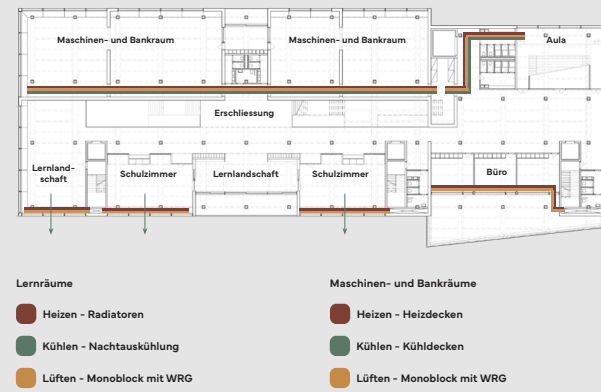 Maschinen- und Bankraum
Maschinen- und Bankraum
Aula
Erschliessung
Lernland-
schaft
Schulzimmer
Lernlandschaft
Schulzimmer
Büro
Lernräume
Heizen - Radiatoren
Kühlen - Nachtauskühlung
Lüften - Monoblock mit WRG
Maschinen- und Bankräume
Heizen - Heizdecken
Kühlen - Kühldecken
Lüften - Monoblock mit WRG